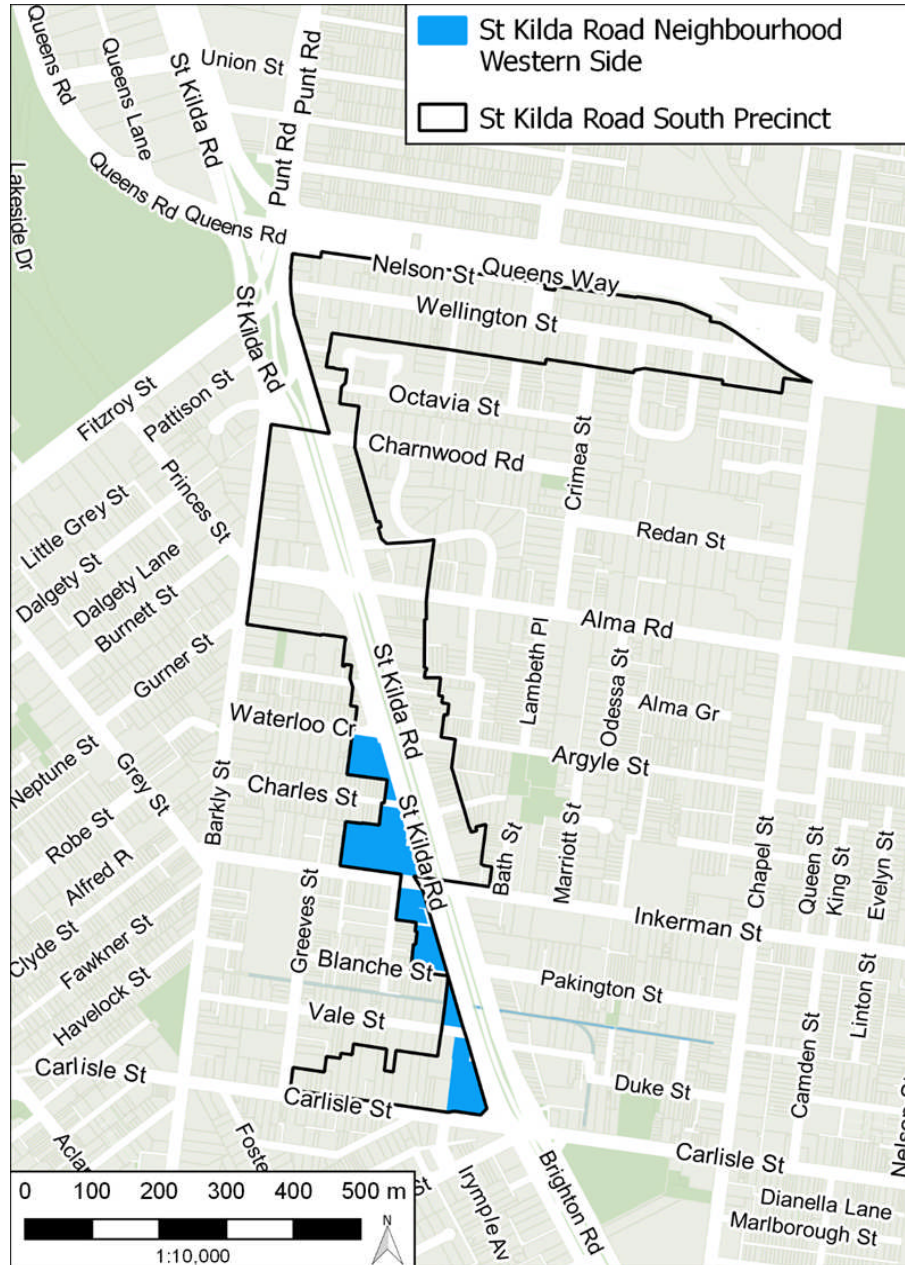 St Kilda Road Neighbourhood
Western Side
St Kilda Road South Precinct
Queens Rd
Queens Lane
St Kilda Rd
Union St
Punt Rd
Punt Rd
Lakeside Dr
Queens Rd
Queens Rd
Nelson St
Queens Way
St Kilda Rd
Wellington St
Fitzroy St
Pattison St
Octavia St
Charnwood Rd
Crimea St
Princes St
Little Grey St
Dalgety St
Dalgety Lane
Burnett St
Redan St
Gurner St
Alma Rd
Lambeth Pl
Odessa St
Alma Gr
St Kilda Rd
Waterloo Cr
Argyle St
Neptune St
Grey St
Barkly St
Charles St
St Kilda Rd
Robe St
Alfred P
Bath St
Marriott St
Chapel St
Queen St
King St
Evelyn St
Clyde St
Fawkner St
Greeves St
Inkerman St
Havelock St
Blanche St
Pakington St
Linton St
Vale St
Camden St
Carlisle St
Carlisle St
Duke St
Nelson St
Carlisle St
Aclan
Foste
St
Irymple Av
Brighton Rd
Dianella Lane
Marlborough St
0 100 200 300 400 500 m
1:10,000
N